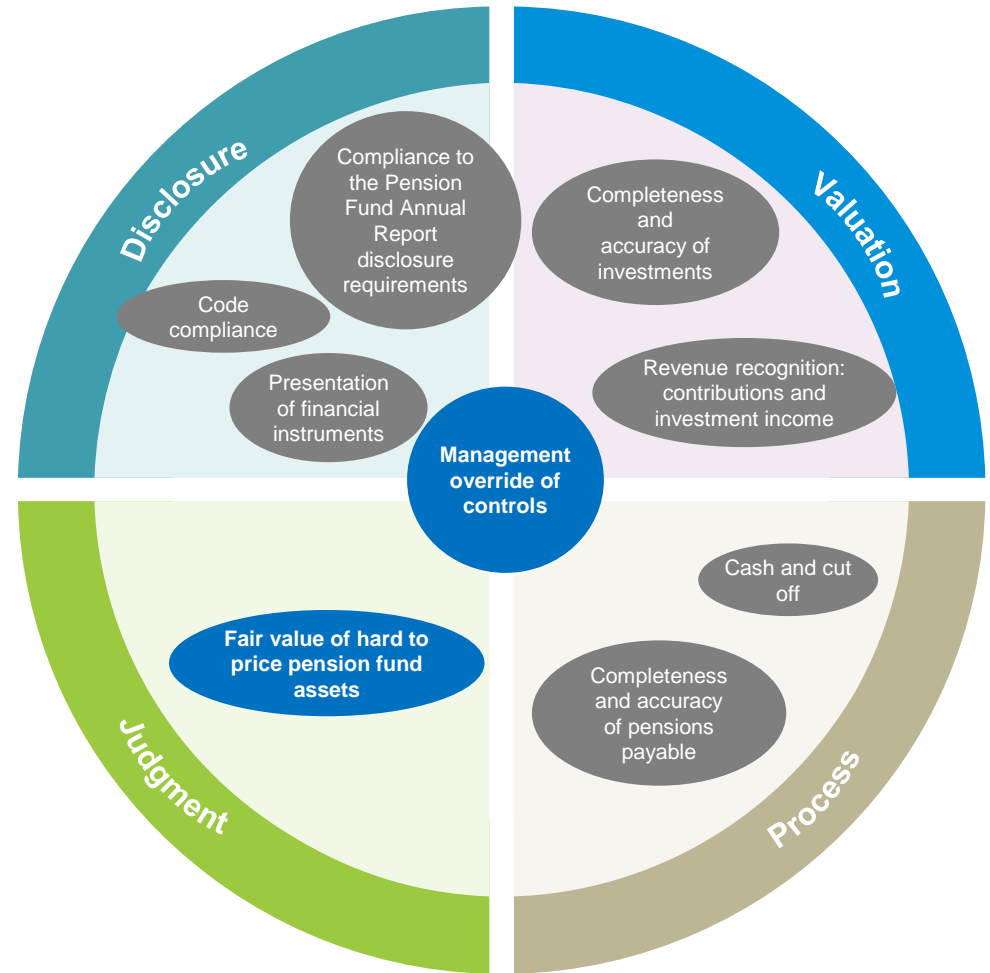 Disclosure
Compliance to
the Pension
Fund Annual
Report
disclosure
requirements
Code
compliance
Presentation
of financial
instruments
Valuation
Completeness
and
accuracy of
investments
Revenue recognition:
contributions and
investment income
Management
override of
controls
Judgment
Fair value of hard to
price pension fund
assets
Process
Cash and cut
off
Completeness
and accuracy
of pensions
payable